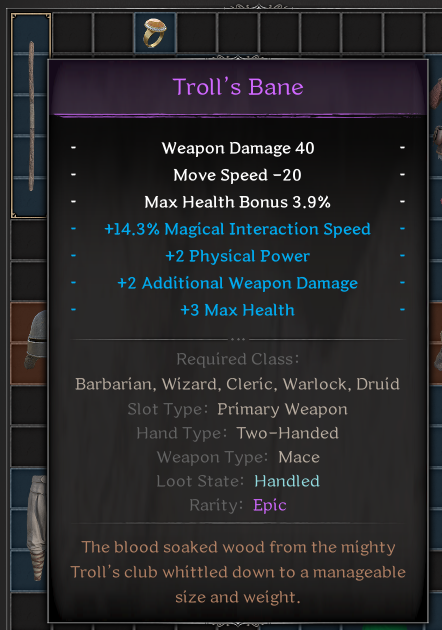 Troll's Bane
- Weapon Damage 40 -
- Move Speed -20 -
- Max Health Bonus 3.9% -
- +14.3% Magical Interaction Speed -
- +2 Physical Power -
- +2 Additional Weapon Damage -
- +3 Max Health -
Required Class:
Barbarian, Wizard, Cleric, Warlock, Druid
Slot Type: Primary Weapon
Hand Type: Two-Handed
Weapon Type: Mace
Loot State: Handled
Rarity: Epic
The blood soaked wood from the mighty
Troll's club whittled down to a manageable
size and weight.